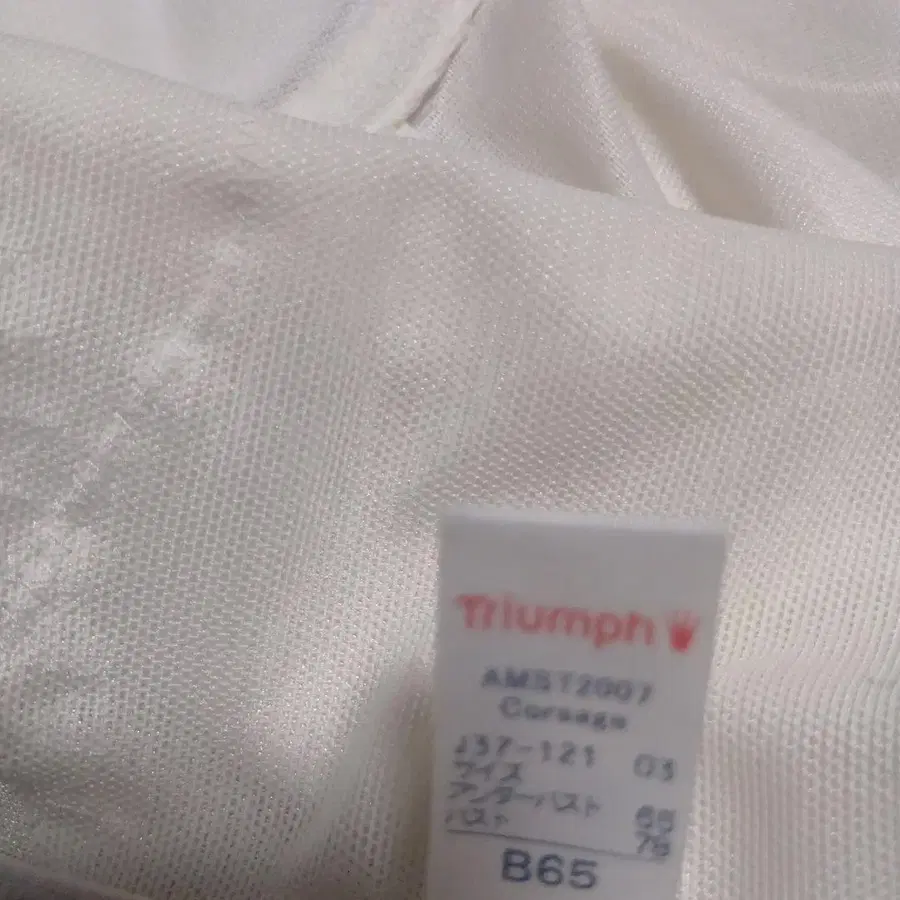 Triumph
AMST2007
Corsage
J37-121 03
サイズ
アンダーバスト 65
バスト 78
B65